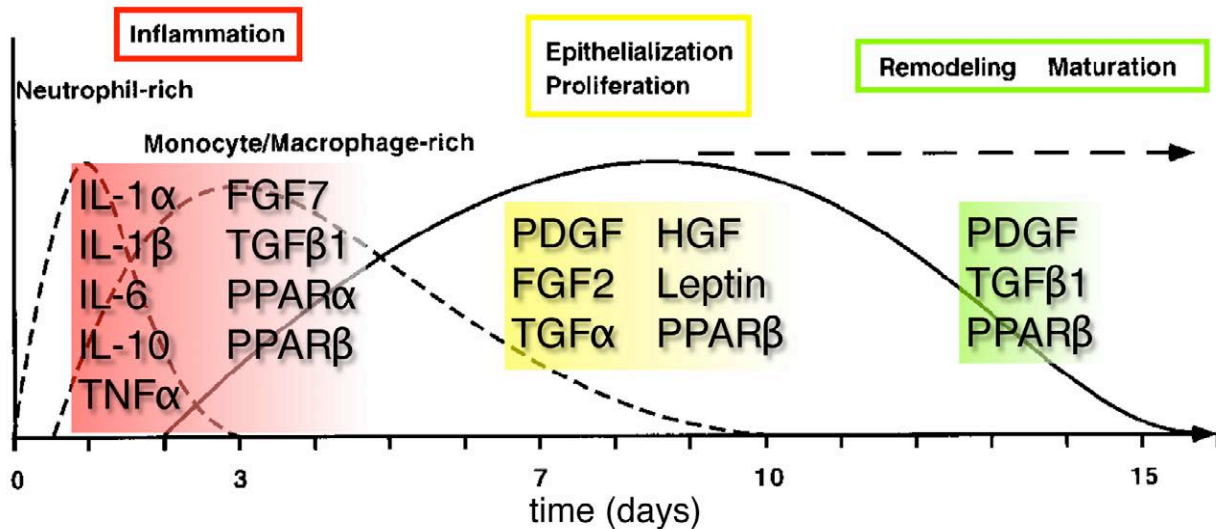 Inflammation
Epithelialization
Proliferation
Remodeling Maturation
Neutrophil-rich
Monocyte/Macrophage-rich
IL-1α FGF7
IL-1β TGFβ1
IL-6 PPARα
IL-10 PPARβ
TNFα
PDGF HGF
FGF2 Leptin
TGFα PPARβ
PDGF
TGFβ1
PPARβ
0 3 7 10 15
time (days)